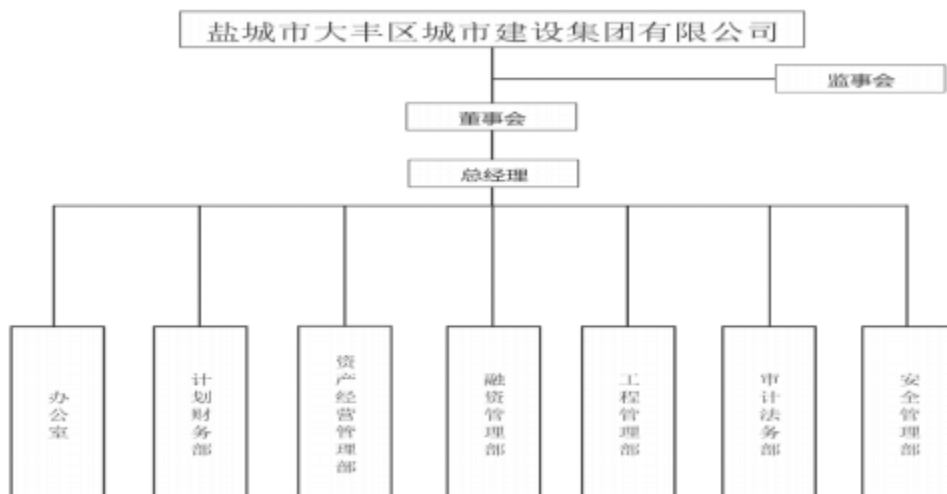 盐城市大丰区城市建设集团有限公司
监事会
董事会
总经理
办公室
计划财务部
资产经营管理部
融资管理部
工程管理部
审计法务部
安全管理部